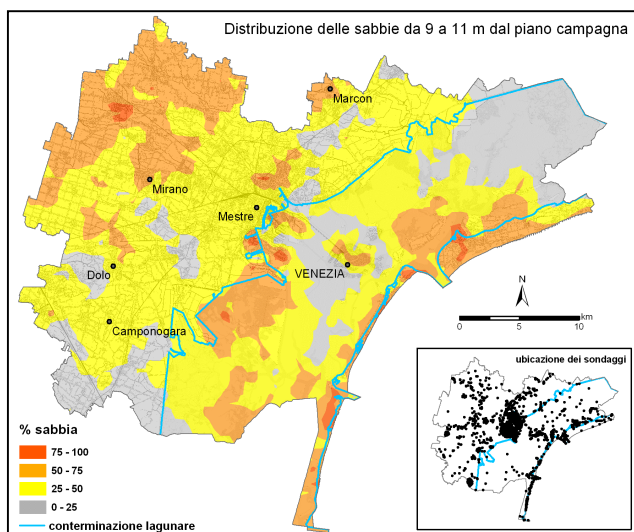 Distribuzione delle sabbie da 9 a 11 m dal piano campagna
Marcon
Mirano
Mestre
Dolo
VENEZIA
Camponogara
N
0 5 10
km
ubicazione dei sondaggi
% sabbia
75 - 100
50 - 75
25 - 50
0 - 25
conterminazione lagunare